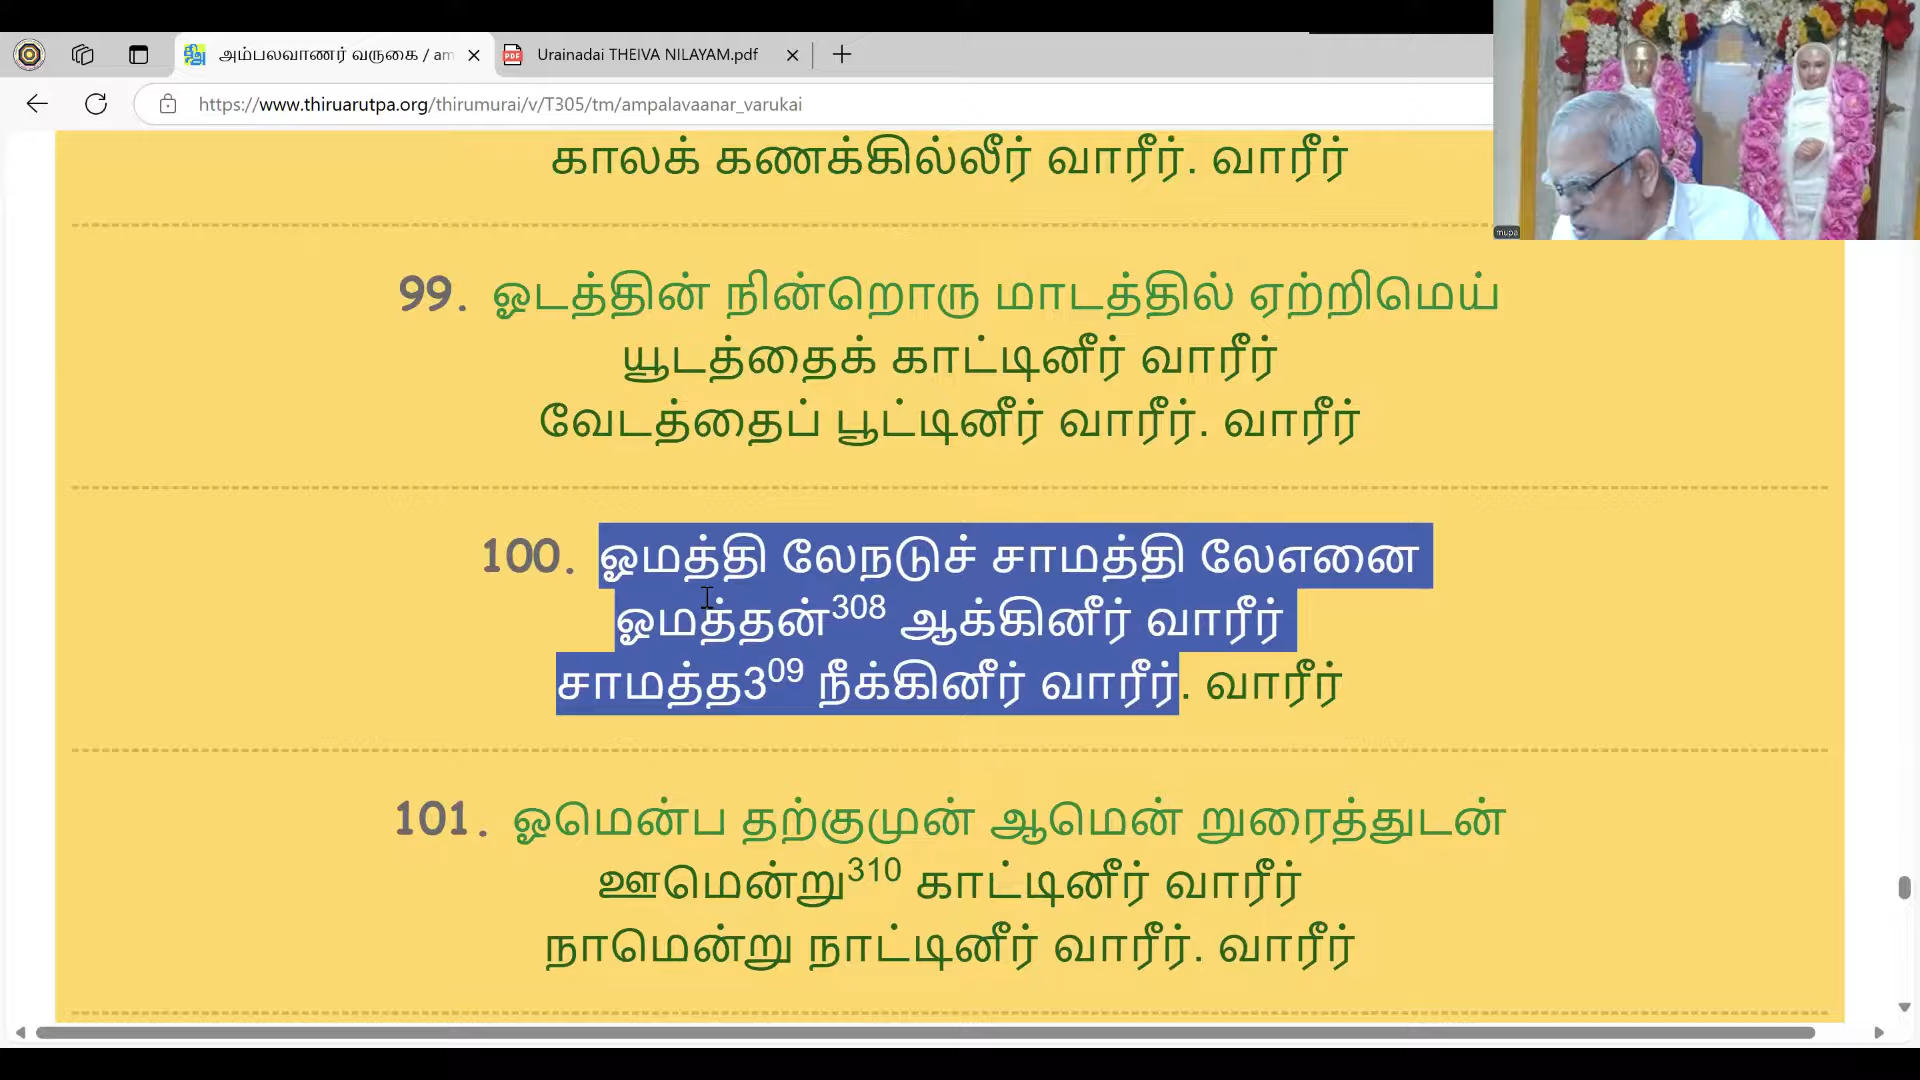 அம்பலவாணர் வருகை / am
Urainadai THEIVA NILAYAM.pdf
https://www.thiruarutpa.org/thirumurai/v/T305/tm/ampalavaanar_varukai
காலக் கணக்கில்லீர் வாரீர். வாரீர்
99. ஓடத்தின் நின்றொரு மாடத்தில் ஏற்றிமெய்
யூடத்தைக் காட்டினீர் வாரீர்
வேடத்தைப் பூட்டினீர் வாரீர். வாரீர்
100. ஓமத்தி லேநடுச் சாமத்தி லேஎனை
ஓமத்தன்308 ஆக்கினீர் வாரீர்
சாமத்த309 நீக்கினீர் வாரீர். வாரீர்
101. ஓமென்ப தற்குமுன் ஆமென் றுரைத்துடன்
ஊமென்று310 காட்டினீர் வாரீர்
நாமென்று நாட்டினீர் வாரீர். வாரீர்
mupa